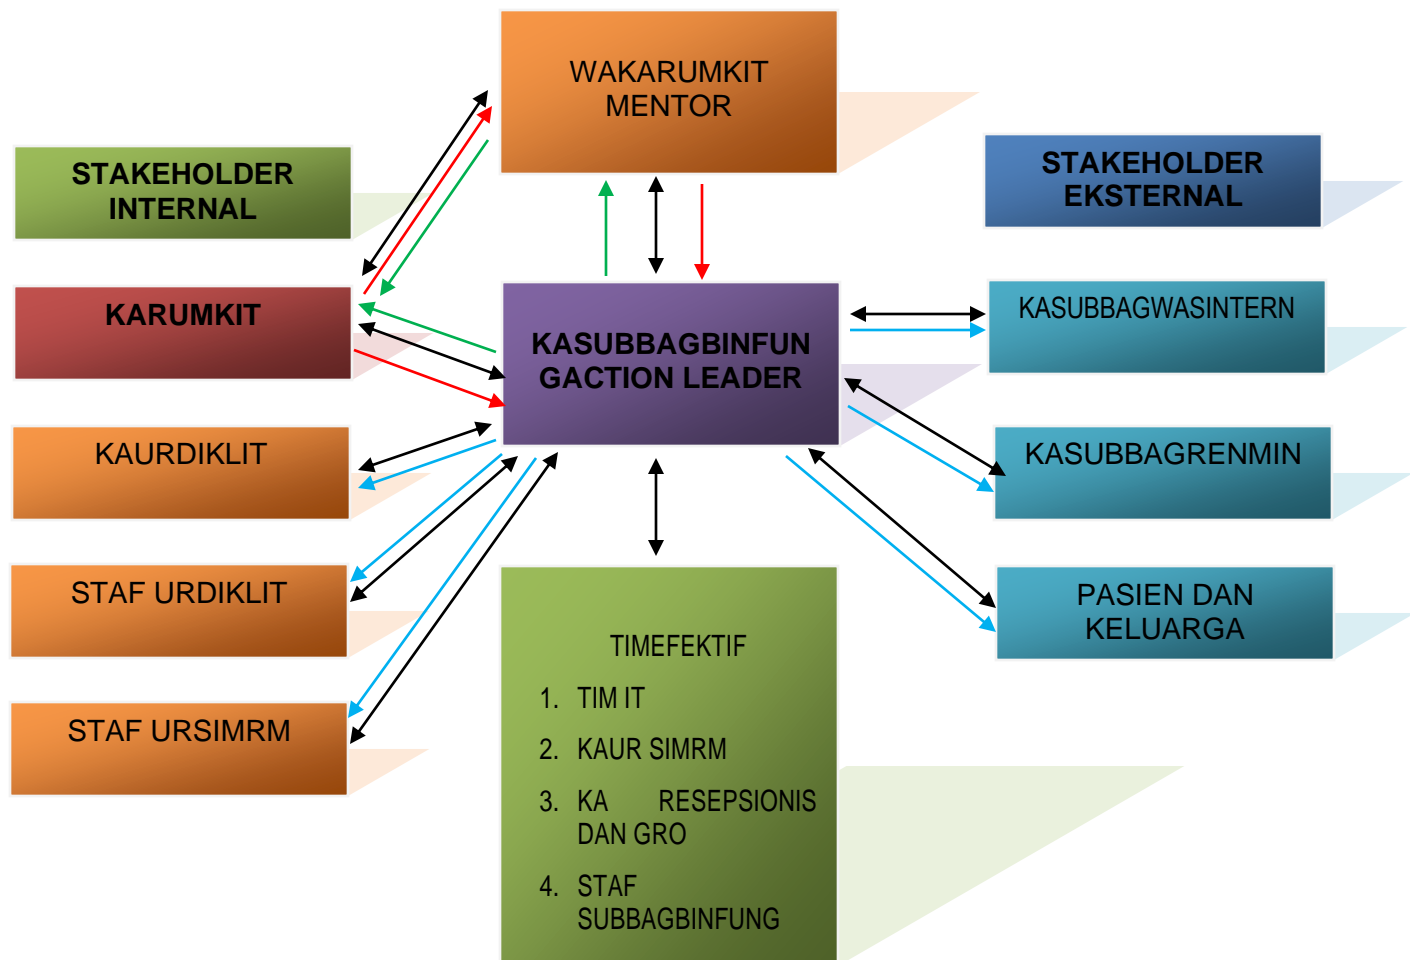 WAKARUMKIT
MENTOR
STAKEHOLDER
INTERNAL
STAKEHOLDER
EKSTERNAL
KARUMKIT
KASUBBAGBINFUN
GACTION LEADER
KASUBBAGWASINTERN
KAURDIKLIT
KASUBBAGRENMIN
STAF URDIKLIT
PASIEN DAN
KELUARGA
STAF URSIMRM
TIMEFEKTIF
1. TIM IT
2. KAUR SIMRM
3. KA RESEPSIONIS
DAN GRO
4. STAF
SUBBAGBINFUNG